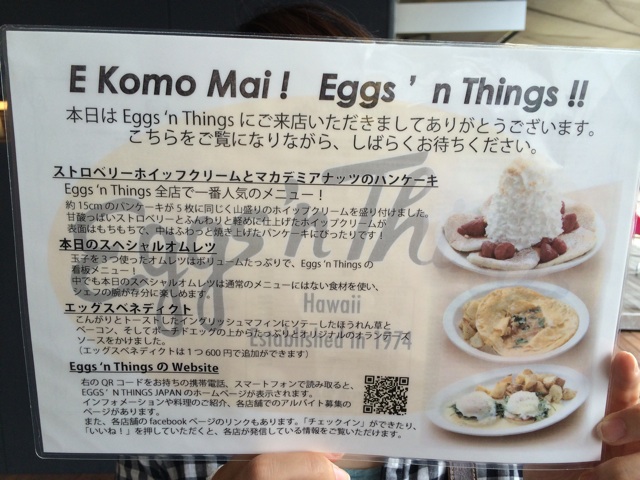 E Komo Mai ! Eggs ’ n Things !!
本日は Eggs ‘n Things にご来店いただきましてありがとうございます。
こちらをご覧になりながら、しばらくお待ちください。
ストロベリーホイップクリームとマカデミアナッツのパンケーキ
Eggs ‘n Things 全店で一番人気のメニュー！
約15cmのパンケーキが５枚に同じく山盛りのホイップクリームを盛り付けました。
甘酸っぱいストロベリーとふんわりと軽めに仕上げたホイップクリームが
表面はもちもちで、中はふわっと焼き上げたパンケーキにぴったりです！
本日のスペシャルオムレツ
玉子を３つ使ったオムレツはボリュームたっぷりで、Eggs ‘n Things の
看板メニュー！
中でも本日のスペシャルオムレツは通常のメニューにはない食材を使い、
シェフの腕が存分に楽しめます。
エッグスベネディクト
こんがりとトーストしたイングリッシュマフィンにソテーしたほうれん草と
ベーコン、そしてポーチドエッグの上からたっぷりとオリジナルのオランデーズ
ソースをかけました。
（エッグスベネディクトは１つ 600 円で追加ができます）
Eggs ‘n Things の Website
右の QR コードをお持ちの携帯電話、スマートフォンで読み取ると、
EGGS ‘N THINGS JAPAN のホームページが表示されます。
インフォメーションや料理のご紹介、各店舗でのアルバイト募集の
ページがあります。
また、各店舗の facebook ページのリンクもあります。「チェックイン」ができたり、
「いいね！」を押していただくと、各店が発信している情報をご覧いただけます。
Eggs 'n Things
Hawaii
Established in 1974